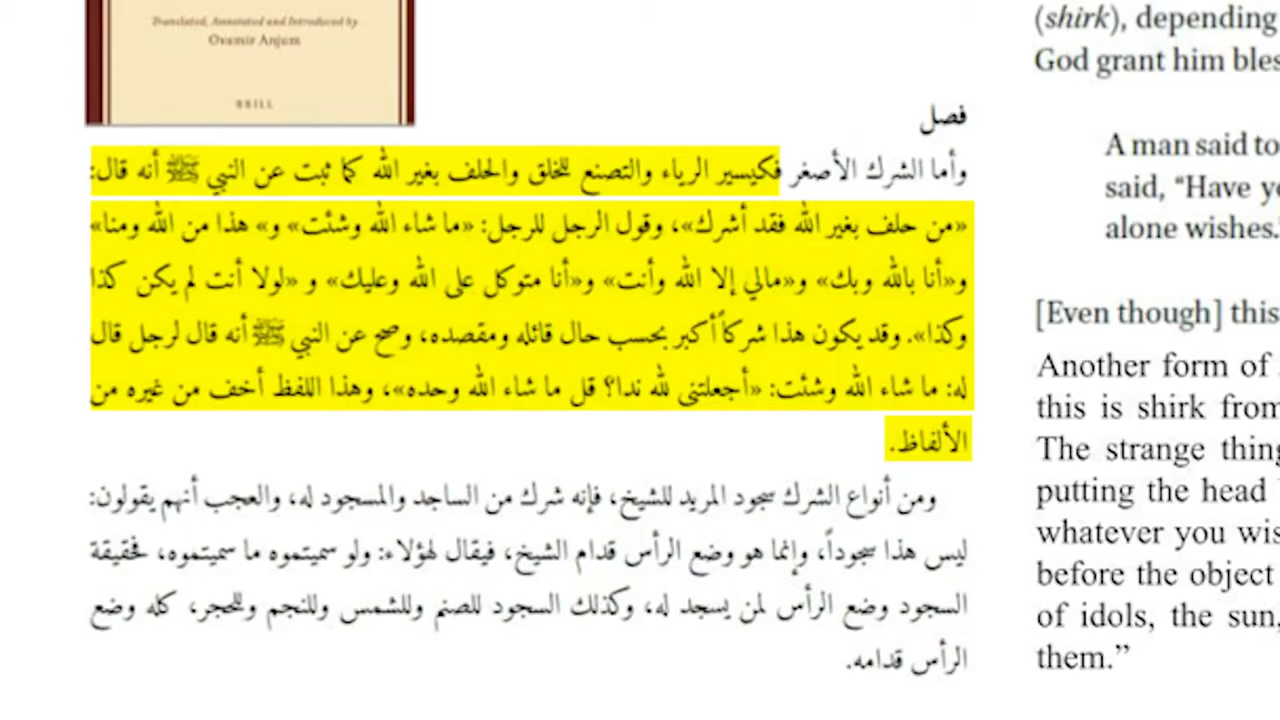 Translated, Annotated and Introduced by
Ovamir Anjum
BRILL
فصل
وأما الشرك الأصغر فكيسير الرياء والتصنع للخلق والحلف بغير الله كما ثبت عن النبي ﷺ أنه قال:
«من حلف بغير الله فقد أشرك»، وقول الرجل للرجل: «ما شاء الله وشئت» و» هذا من الله ومنا»
و«أنا بالله وبك» و«مالي إلا الله وأنت» و«أنا متوكل على الله وعليك» و «لولا أنت لم يكن كذا
وكذا». وقد يكون هذا شركاً أكبر بحسب حال قائله ومقصده، وصح عن النبي ﷺ أنه قال لرجل قال
له: ما شاء الله وشئت: «أجعلتني لله ندا؟ قل ما شاء الله وحده»، وهذا اللفظ أخف من غيره من
الألفاظ.
ومن أنواع الشرك سجود المريد للشيخ، فإنه شرك من الساجد والمسجود له، والعجب أنهم يقولون:
ليس هذا سجوداً، وإنما هو وضع الرأس قدام الشيخ، فيقال لهؤلاء: ولو سميتموه ما سميتموه، فحقيقة
السجود وضع الرأس لمن يسجد له، وكذلك السجود للصنم وللشمس وللنجم وللحجر، كله وضع
الرأس قدامه.
(shirk), depending
God grant him bles
A man said to
said, “Have y
alone wishes.
[Even though] this
Another form of
this is shirk from
The strange thing
putting the head
whatever you wis
before the object
of idols, the sun,
them.”